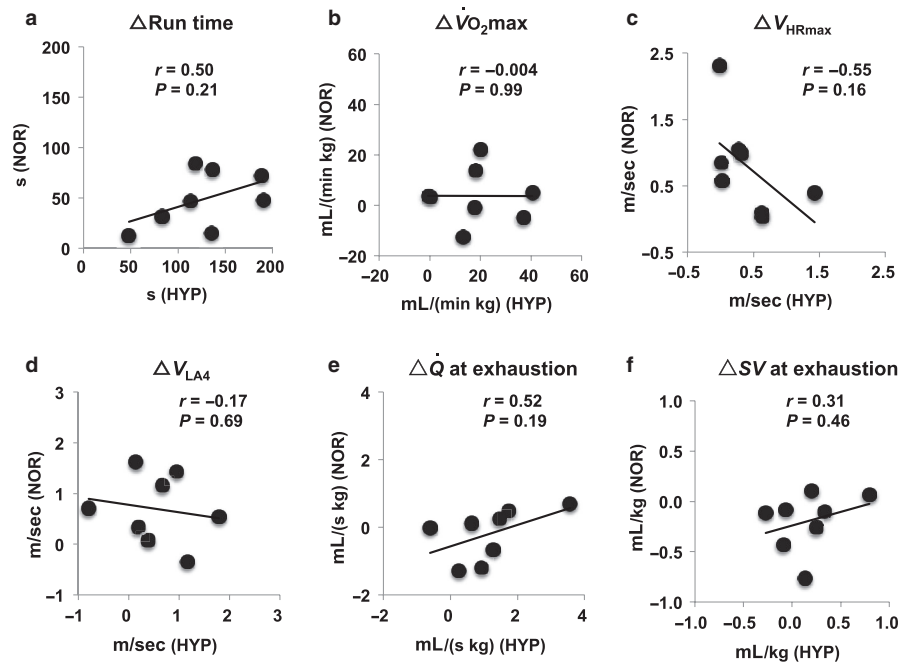 a △Run time
200
150
100
50
0
s (NOR)
r = 0.50
P = 0.21
0 50 100 150 200
s (HYP)
b △V̇O₂max
60
40
20
0
−20
mL/(min kg) (NOR)
r = −0.004
P = 0.99
−20 0 20 40 60
mL/(min kg) (HYP)
c △V_HRmax
2.5
1.5
0.5
−0.5
m/sec (NOR)
r = −0.55
P = 0.16
−0.5 0.5 1.5 2.5
m/sec (HYP)
d △V_LA4
3
2
1
0
−1
m/sec (NOR)
r = −0.17
P = 0.69
−1 0 1 2 3
m/sec (HYP)
e △Q̇ at exhaustion
4
2
0
−2
mL/(s kg) (NOR)
r = 0.52
P = 0.19
−2 0 2 4
mL/(s kg) (HYP)
f △SV at exhaustion
1.0
0.5
0.0
−0.5
−1.0
mL/kg (NOR)
r = 0.31
P = 0.46
−1.0 −0.5 0.0 0.5 1.0
mL/kg (HYP)